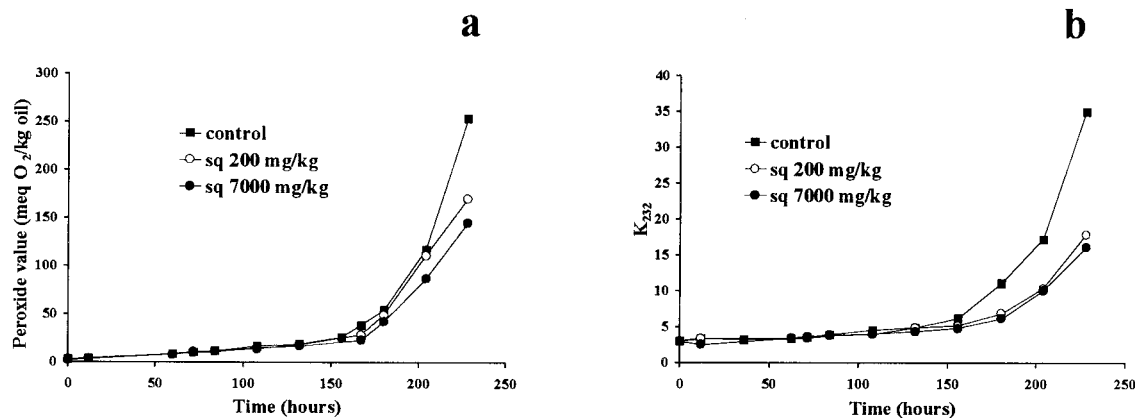 a
300
250
200
150
100
50
0
Peroxide value (meq O₂/kg oil)
control
sq 200 mg/kg
sq 7000 mg/kg
0 50 100 150 200 250
Time (hours)
b
40
35
30
25
20
15
10
5
0
K₂₃₂
control
sq 200 mg/kg
sq 7000 mg/kg
0 50 100 150 200 250
Time (hours)